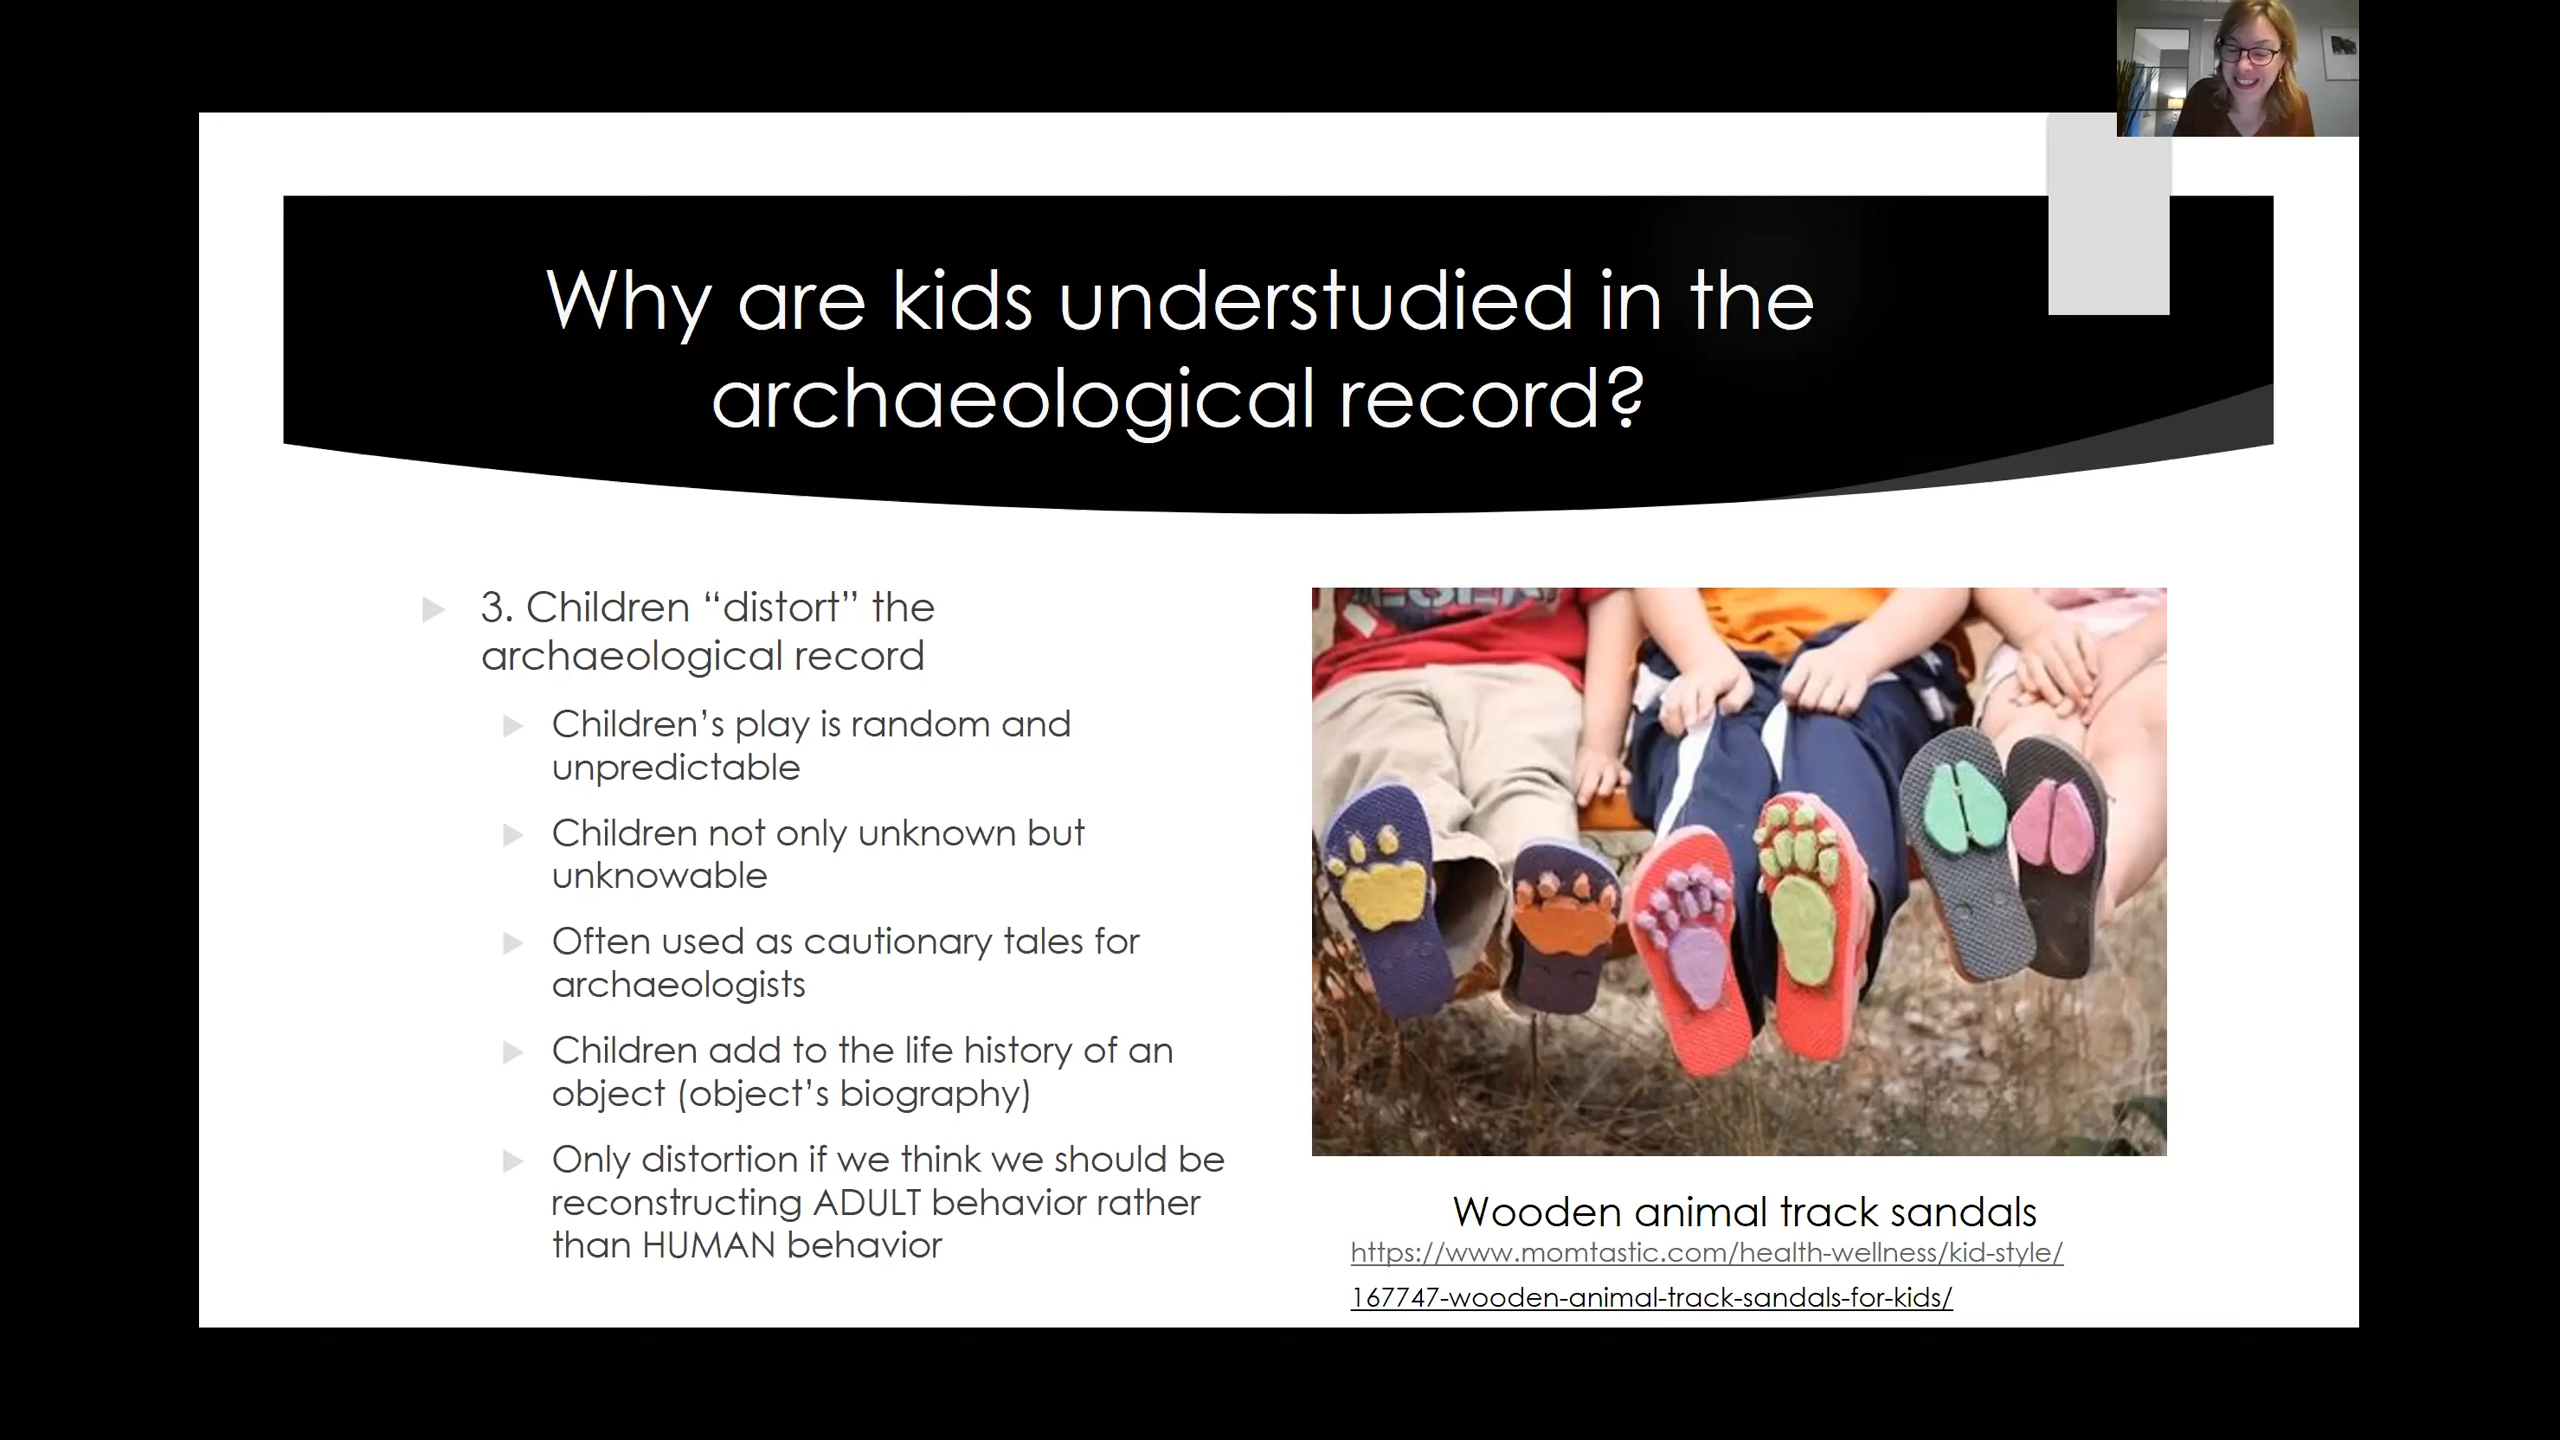 Why are kids understudied in the
archaeological record?
3. Children “distort” the
archaeological record
Children’s play is random and
unpredictable
Children not only unknown but
unknowable
Often used as cautionary tales for
archaeologists
Children add to the life history of an
object (object’s biography)
Only distortion if we think we should be
reconstructing ADULT behavior rather
than HUMAN behavior
Wooden animal track sandals
https://www.momtastic.com/health-wellness/kid-style/
167747-wooden-animal-track-sandals-for-kids/